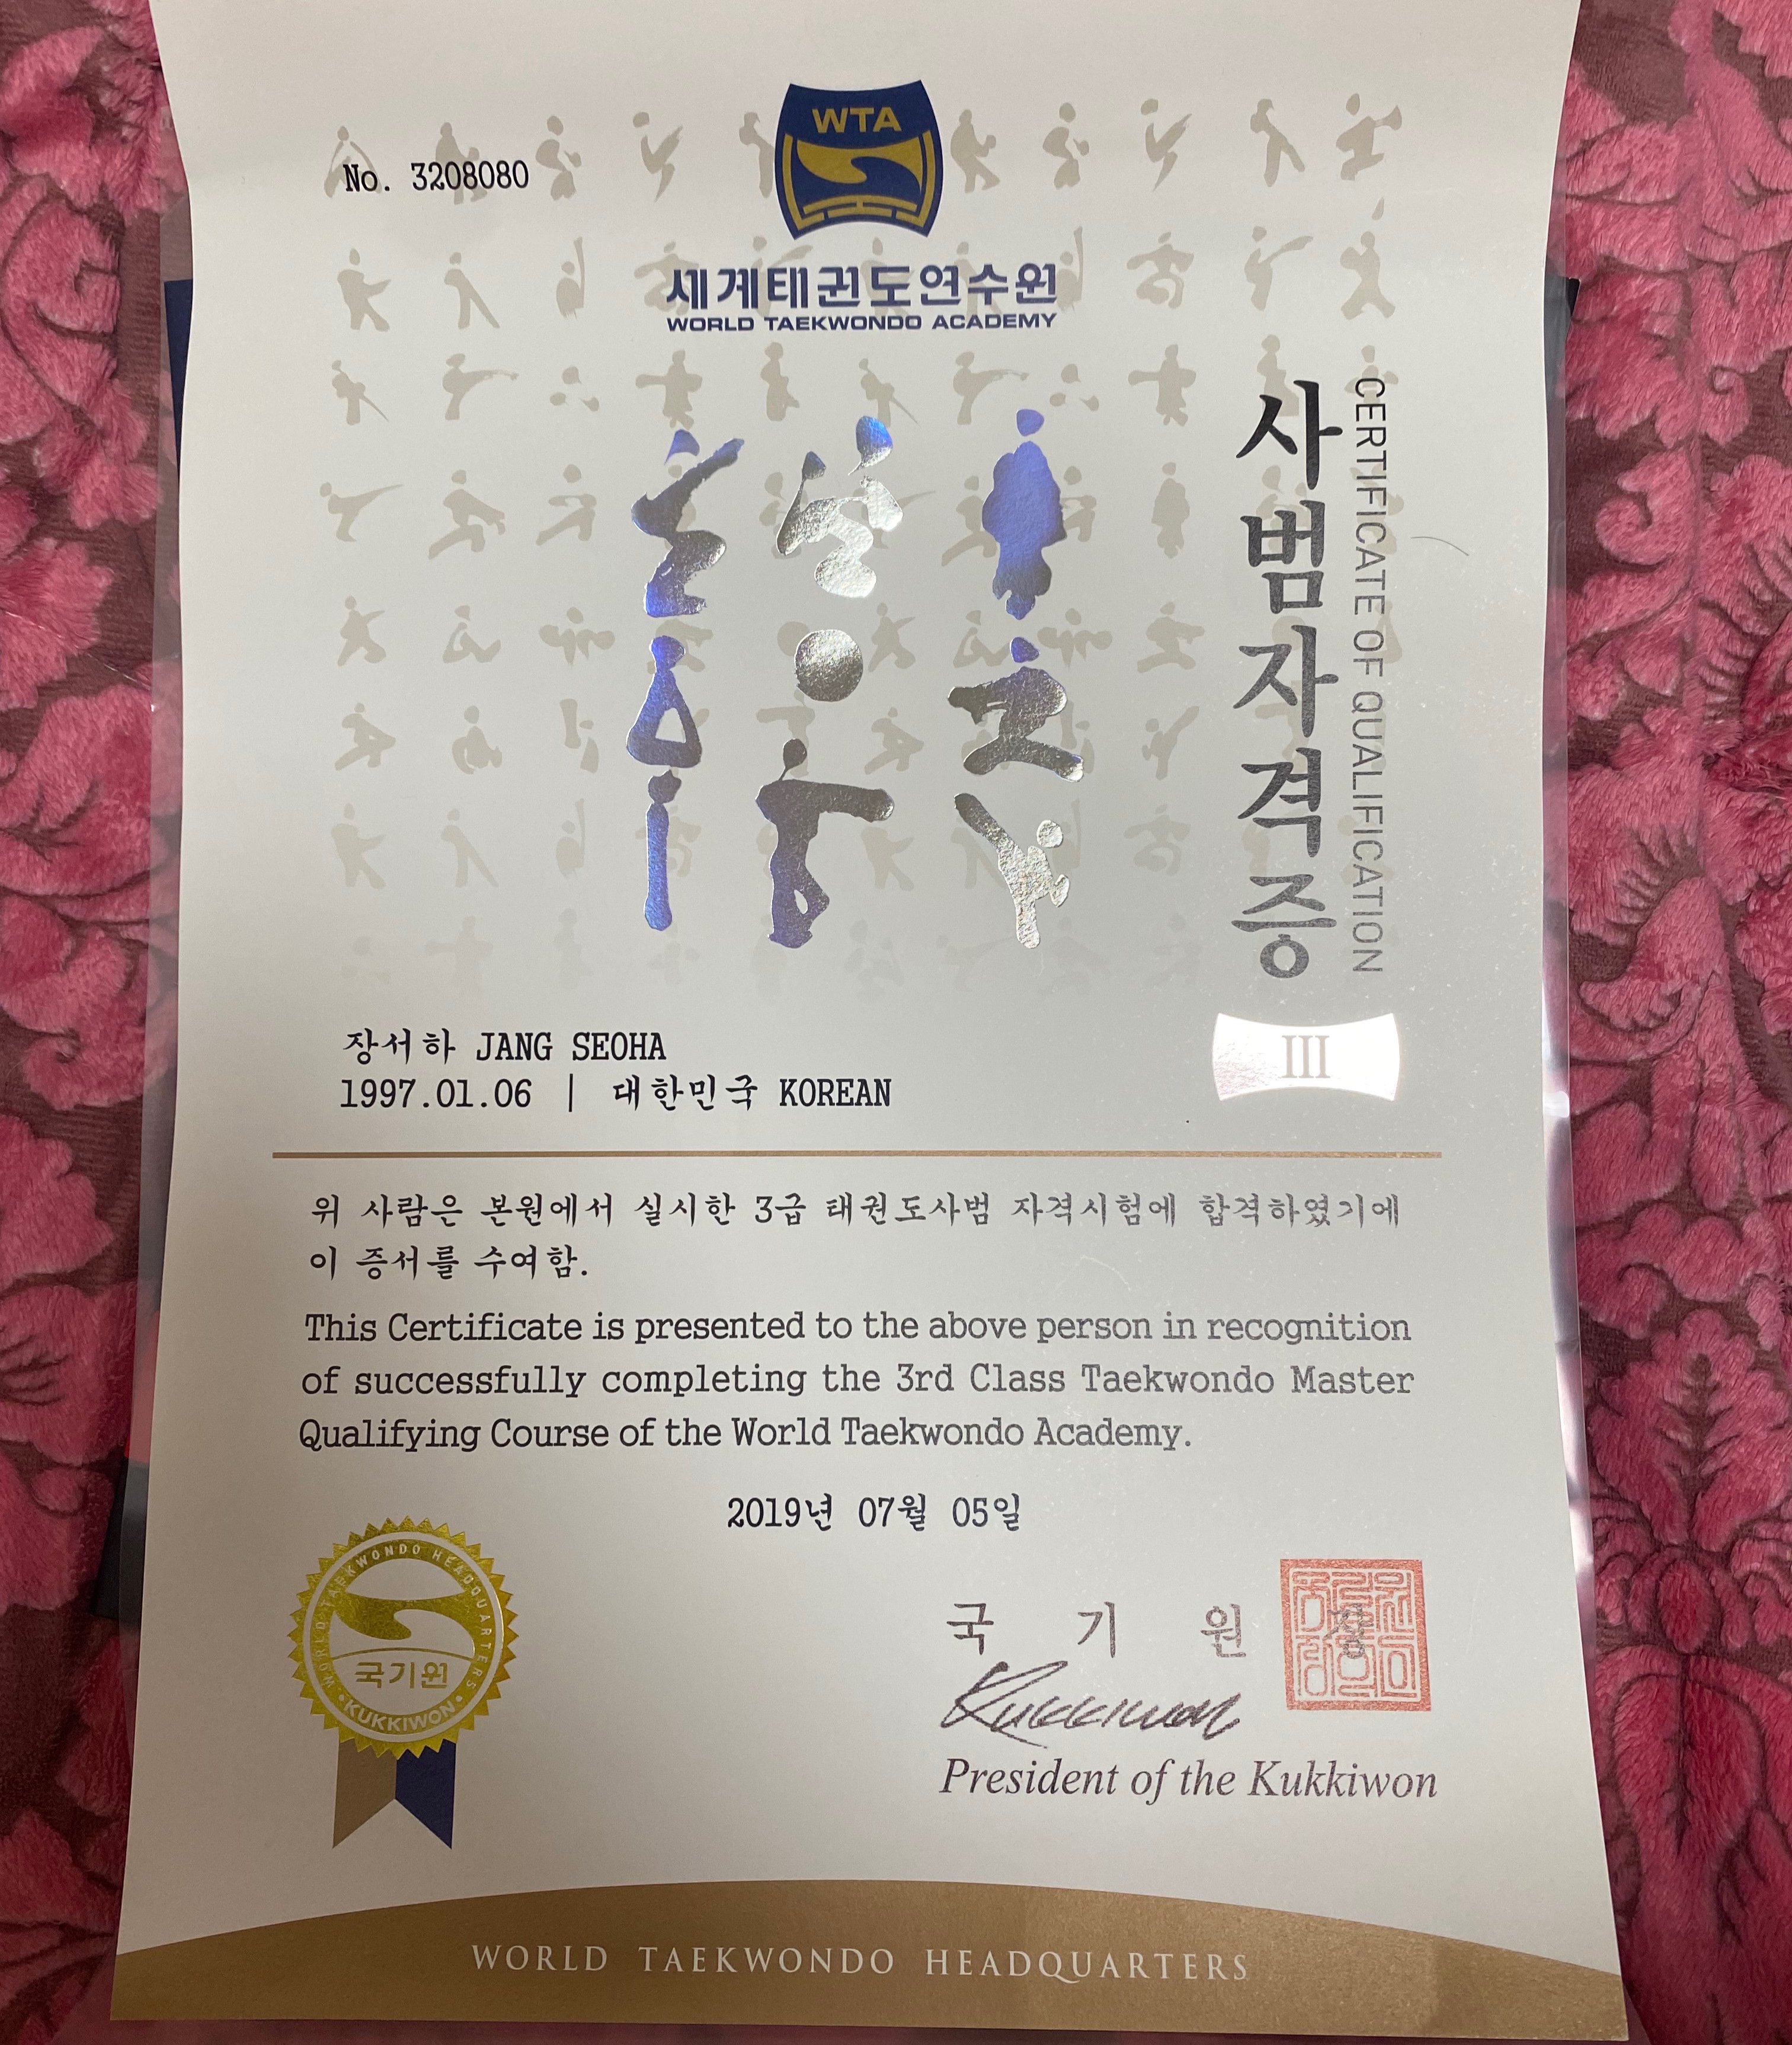 No. 3208080
WTA
세계태권도연수원
WORLD TAEKWONDO ACADEMY
사범자격증
CERTIFICATE OF QUALIFICATION
III
장서하 JANG SEOHA
1997.01.06 | 대한민국 KOREAN
위 사람은 본원에서 실시한 3급 태권도사범 자격시험에 합격하였기에
이 증서를 수여함.
This Certificate is presented to the above person in recognition
of successfully completing the 3rd Class Taekwondo Master
Qualifying Course of the World Taekwondo Academy.
2019년 07월 05일
WORLD TAEKWONDO HEADQUARTERS
국기원
KUKKIWON
국 기 원
Kukkiwon
President of the Kukkiwon
WORLD TAEKWONDO HEADQUARTERS